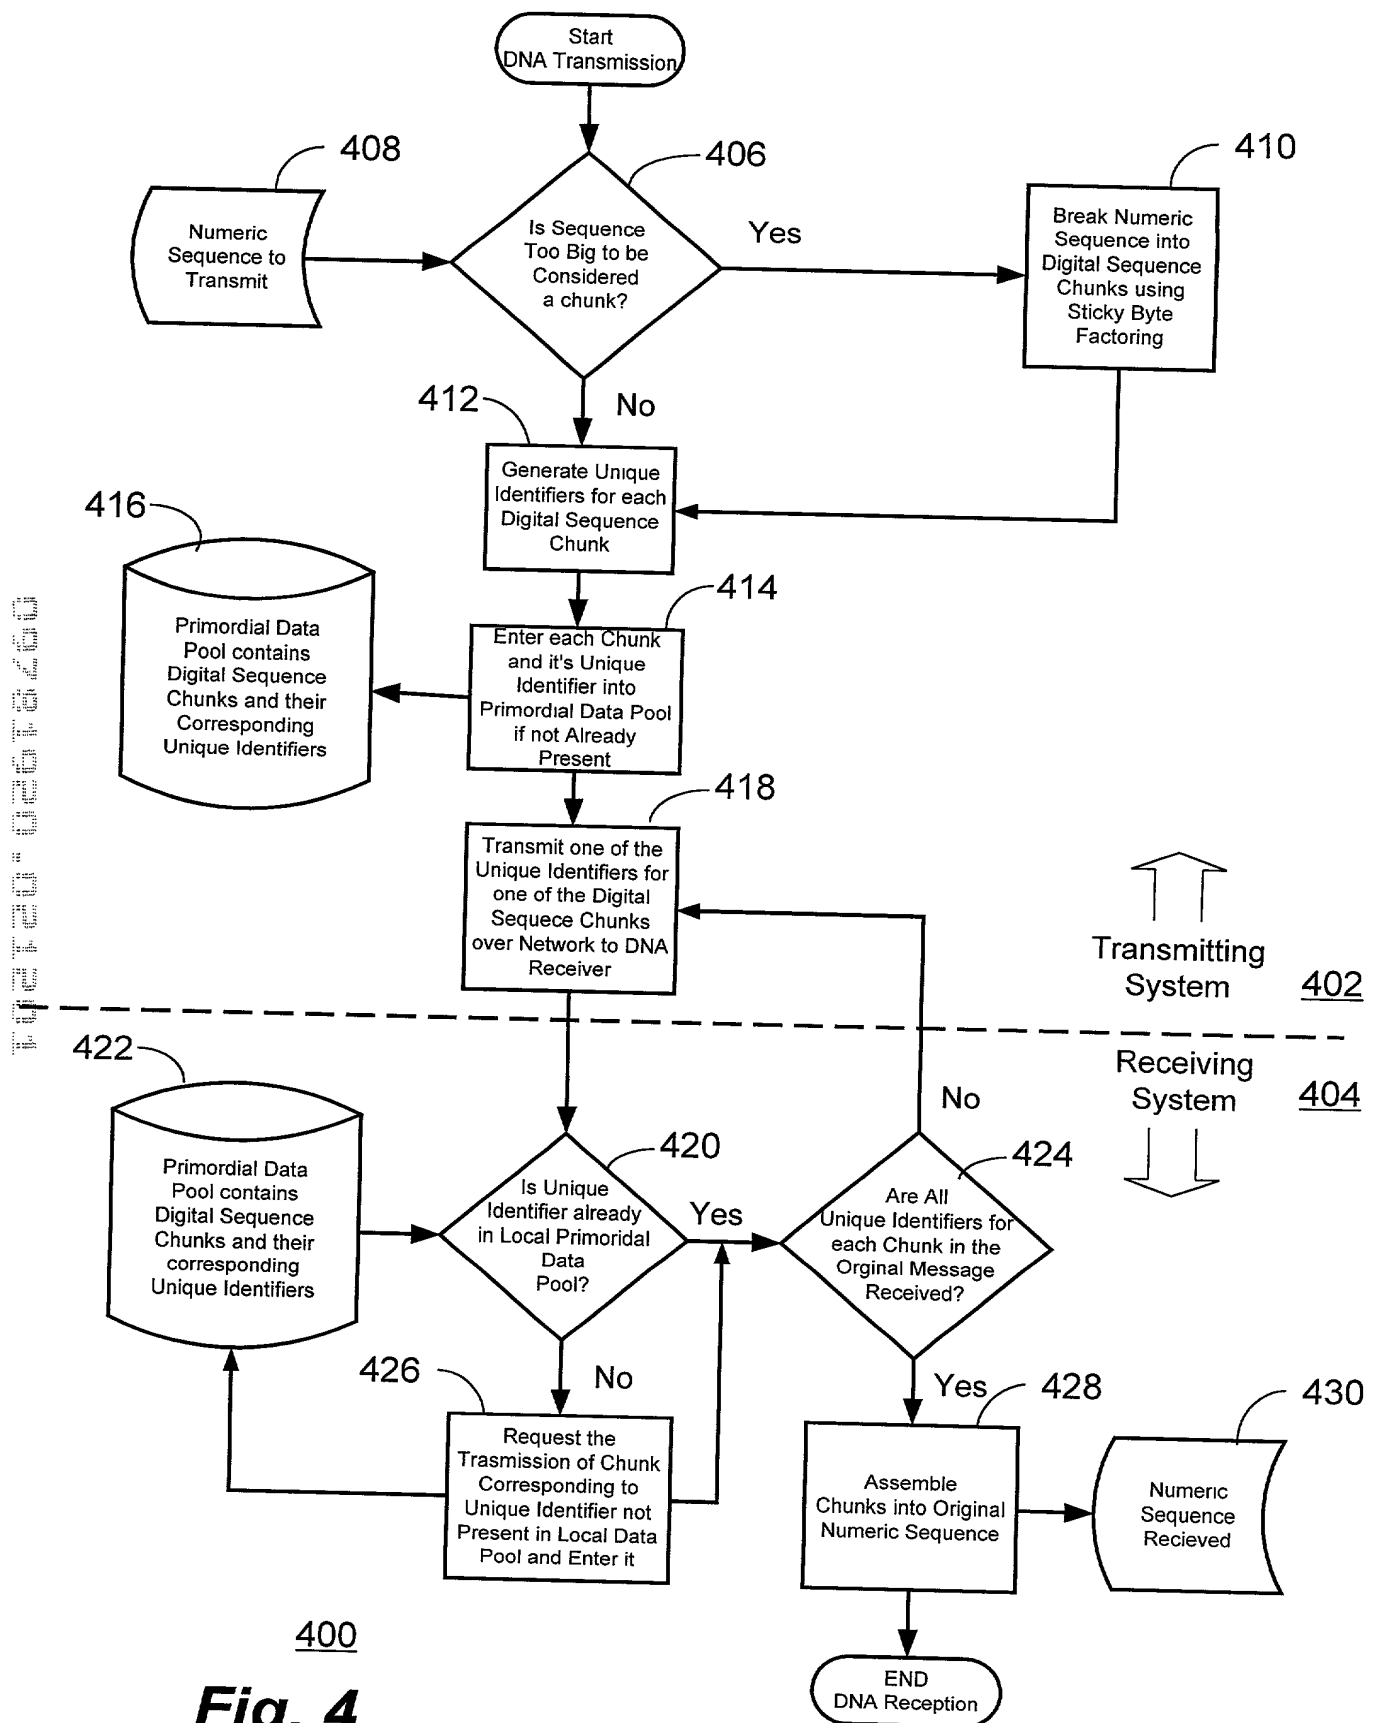 Start
DNA Transmission
408
406
410
Numeric
Sequence to
Transmit
Is Sequence
Too Big to be
Considered
a chunk?
Yes
Break Numeric
Sequence into
Digital Sequence
Chunks using
Sticky Byte
Factoring
412
No
Generate Unique
Identifiers for each
Digital Sequence
Chunk
416
414
Primordial Data
Pool contains
Digital Sequence
Chunks and their
Corresponding
Unique Identifiers
Enter each Chunk
and it's Unique
Identifier into
Primordial Data Pool
if not Already
Present
418
Transmit one of the
Unique Identifiers for
one of the Digital
Sequece Chunks
over Network to DNA
Receiver
Transmitting
System
402
Receiving
System
404
422
Primordial Data
Pool contains
Digital Sequence
Chunks and their
corresponding
Unique Identifiers
420
Is Unique
Identifier already
in Local Primoridal
Data
Pool?
Yes
No
424
Are All
Unique Identifiers for
each Chunk in the
Orginal Message
Received?
426
No
Request the
Trasmission of Chunk
Corresponding to
Unique Identifier not
Present in Local Data
Pool and Enter it
Yes
428
Assemble
Chunks into Original
Numeric Sequence
430
Numeric
Sequence
Recieved
400
Fig. 4
END
DNA Reception